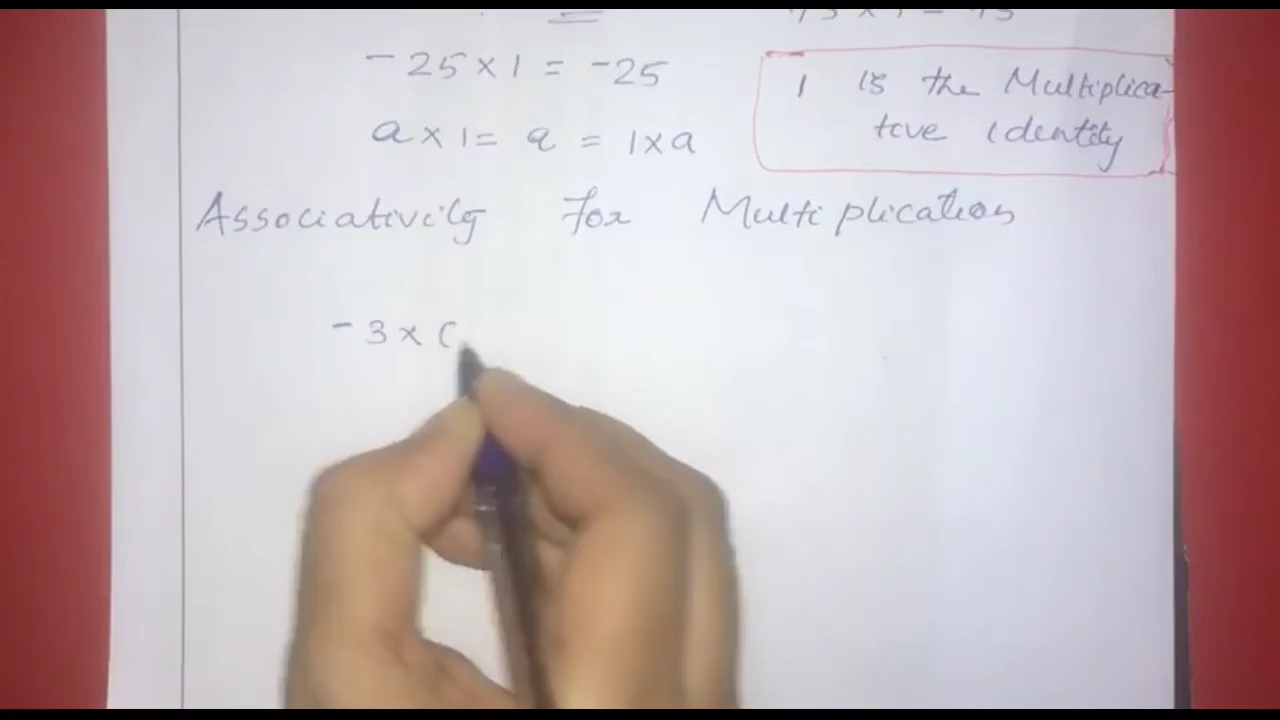 -25 × 1 = -25
a × 1 = a = 1 × a
1 is the Multiplica-
tive identity
Associativity for Multiplication
-3 × (